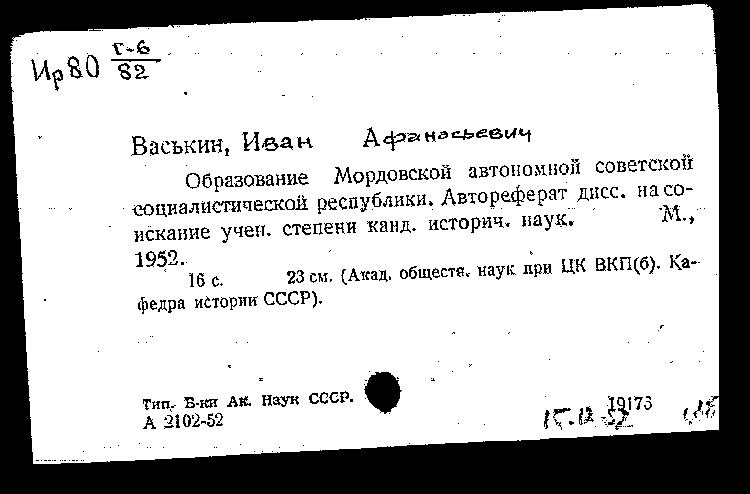 Ир80 Г-6
82
Васькин, Иван Афанасьевич
Образование Мордовской автономной советской
социалистической республики. Автореферат дисс. на со-
искание учен. степени канд. историч. наук. М.,
1952.
16 с. 23 см. (Акад. обществ. наук при ЦК ВКП(б). Ка-
федра истории СССР).
Тип. Б-ки Ак. Наук СССР.
19173
А 2102-52
15.12.52